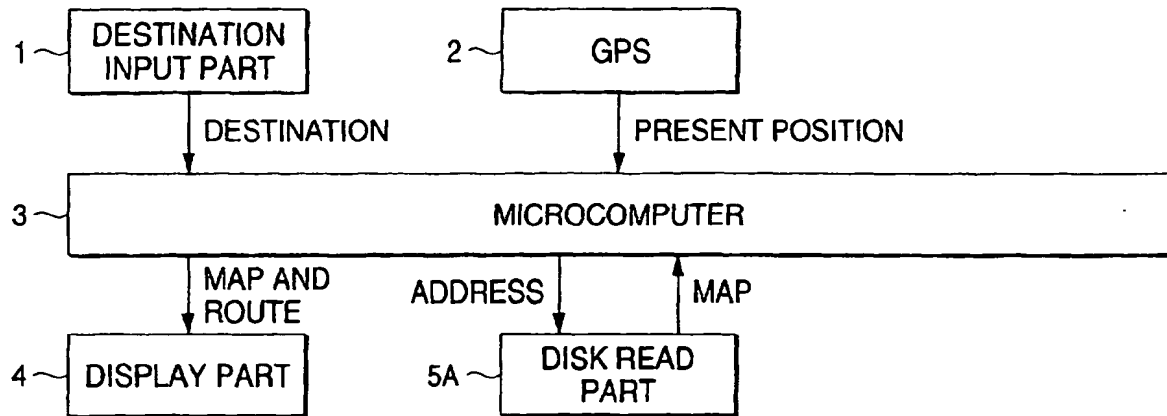 1
DESTINATION
INPUT PART
2
GPS
DESTINATION
PRESENT POSITION
3
MICROCOMPUTER
MAP AND
ROUTE
ADDRESS
MAP
4
DISPLAY PART
5A
DISK READ
PART